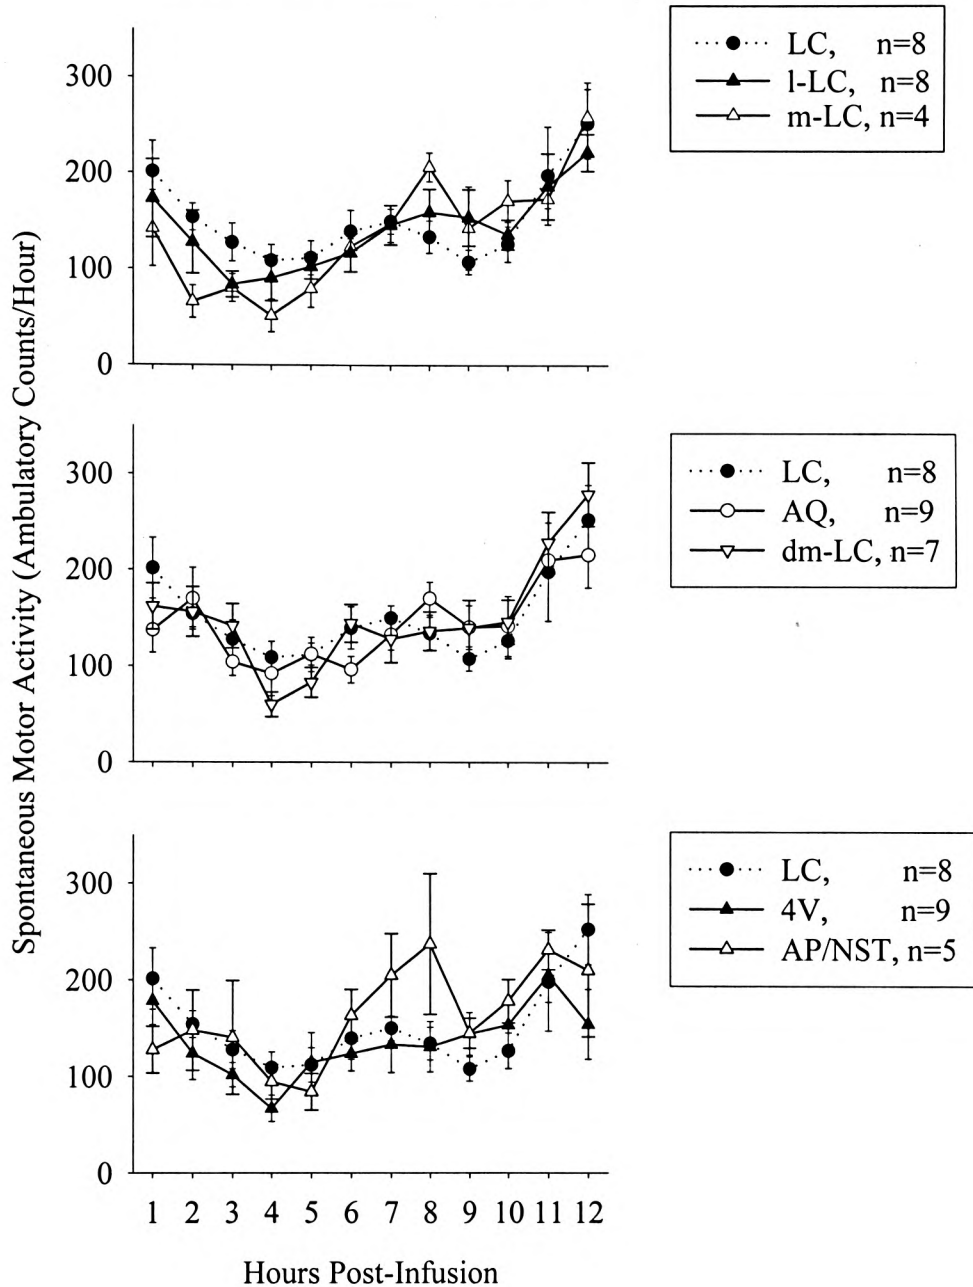 Spontaneous Motor Activity (Ambulatory Counts/Hour)
300
200
100
0
LC, n=8
l-LC, n=8
m-LC, n=4
300
200
100
0
LC, n=8
AQ, n=9
dm-LC, n=7
300
200
100
0
LC, n=8
4V, n=9
AP/NST, n=5
1 2 3 4 5 6 7 8 9 10 11 12
Hours Post-Infusion